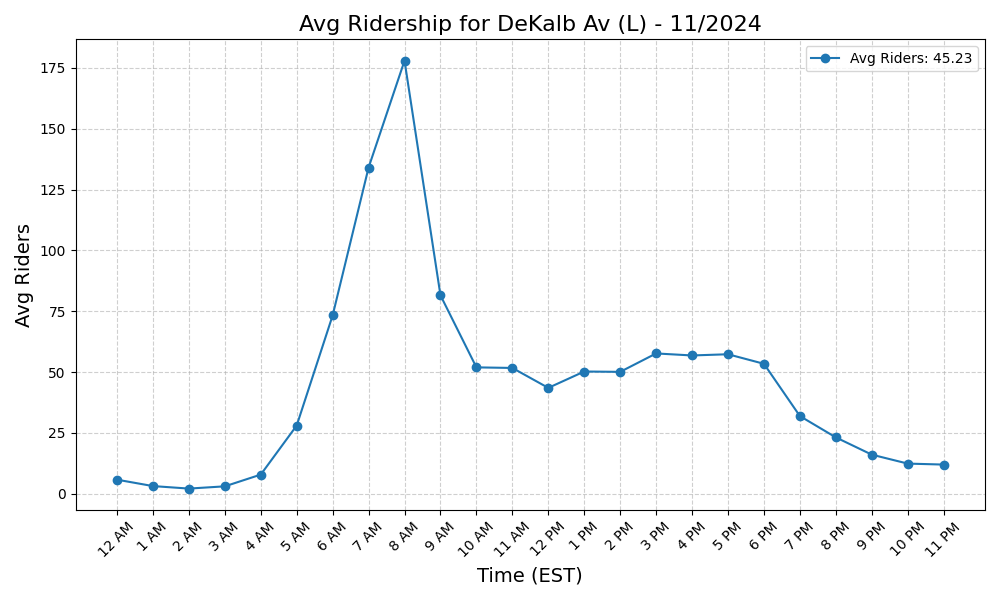 Avg Ridership for DeKalb Av (L) - 11/2024
Avg Riders: 45.23
Avg Riders
175
150
125
100
75
50
25
0
12 AM
1 AM
2 AM
3 AM
4 AM
5 AM
6 AM
7 AM
8 AM
9 AM
10 AM
11 AM
12 PM
1 PM
2 PM
3 PM
4 PM
5 PM
6 PM
7 PM
8 PM
9 PM
10 PM
11 PM
Time (EST)